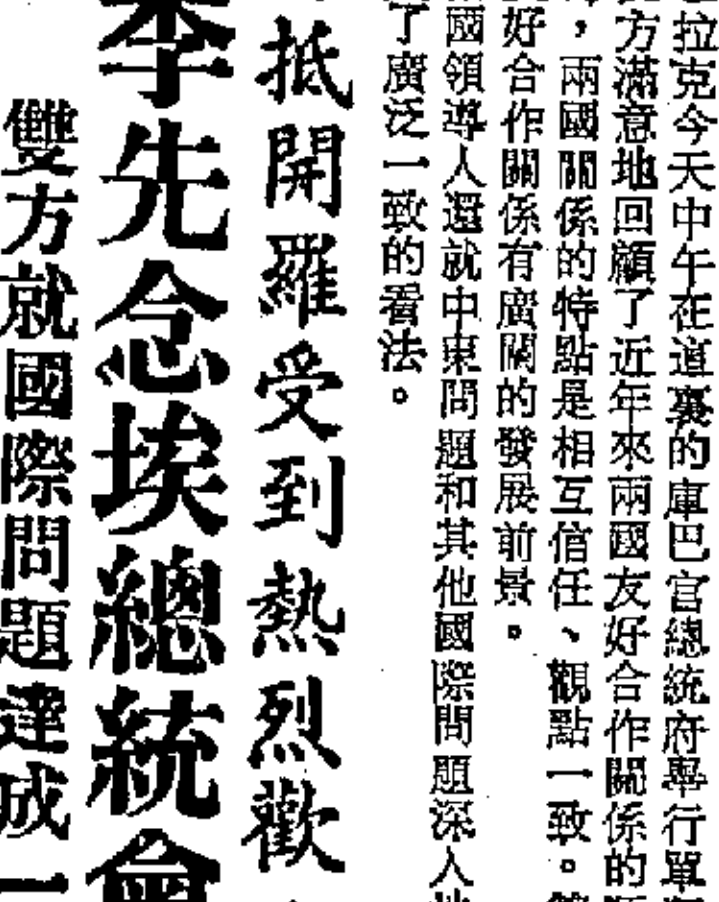 拉克今天中午在道裏的庫巴宮總統府舉行單
方滿意地回顧了近年來兩國友好合作關係的
，兩國關係的特點是相互信任、觀點一致。
好合作關係有廣闊的發展前景。
國領導人還就中東問題和其他國際問題深入
了廣泛一致的看法。
抵開羅受到熱烈歡
李先念埃總統會
雙方就國際問題達成一